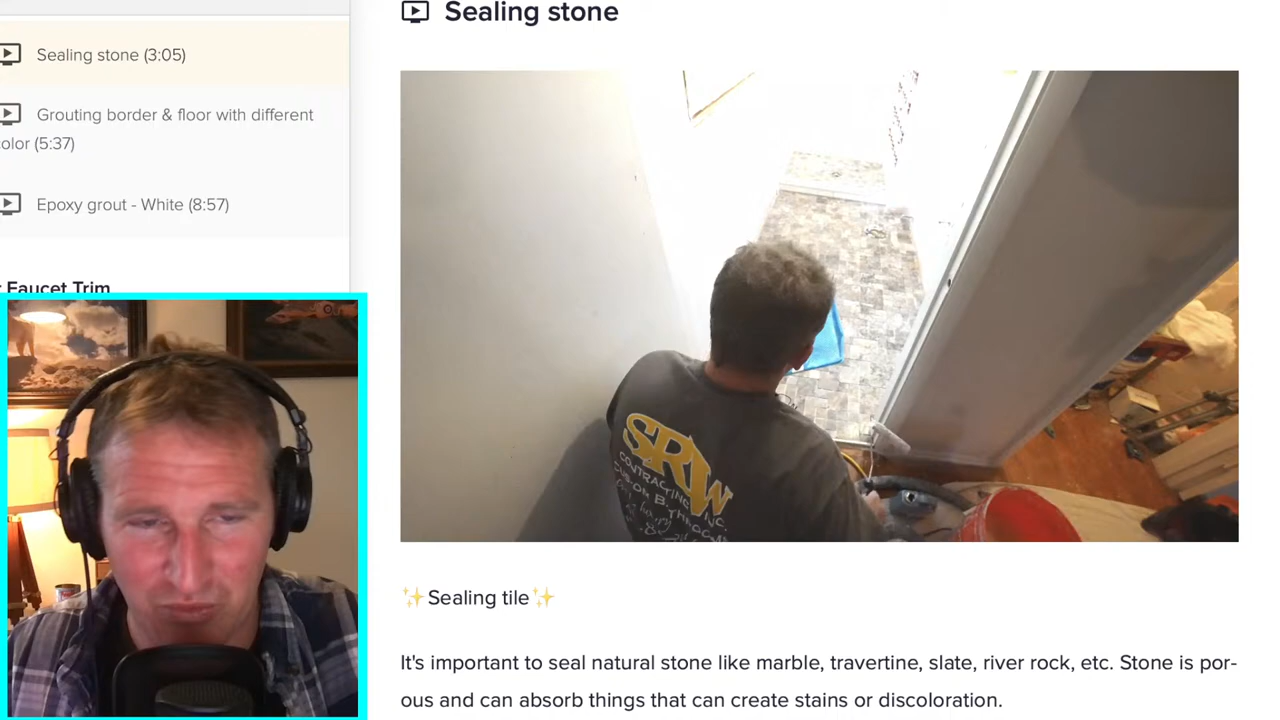 Sealing stone
Sealing stone (3:05)
Grouting border & floor with different
olor (5:37)
Epoxy grout - White (8:57)
Faucet Trim
SRW
CONTRACTING INC.
✨Sealing tile✨
It's important to seal natural stone like marble, travertine, slate, river rock, etc. Stone is por-
ous and can absorb things that can create stains or discoloration.